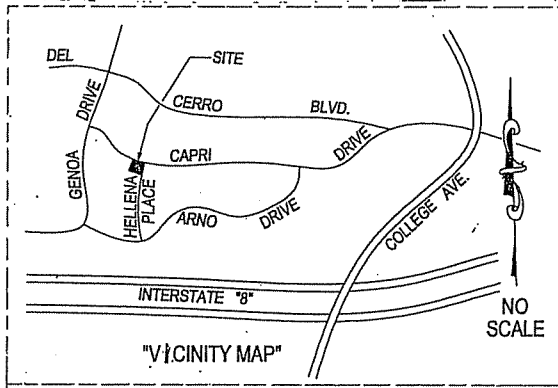 DEL
SITE
CERRO
BLVD.
DRIVE
GENOA
CAPRI
DRIVE
HELLENA
PLACE
ARNO
DRIVE
COLLEGE AVE.
INTERSTATE "8"
NO
SCALE
"VICINITY MAP"